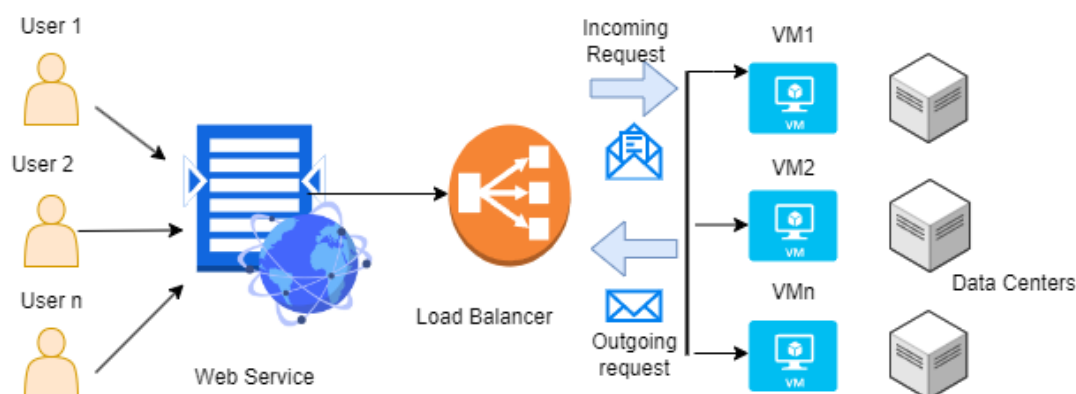 User 1
User 2
User n
Web Service
Load Balancer
Incoming
Request
Outgoing
request
VM1
VM
VM2
VM
VMn
VM
Data Centers